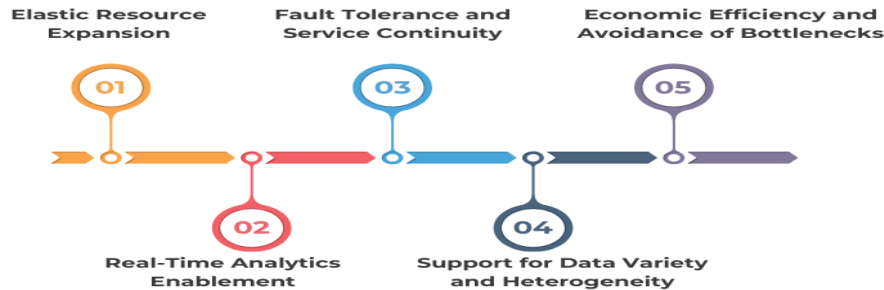 Elastic Resource
Expansion
01
02
Real-Time Analytics
Enablement
Fault Tolerance and
Service Continuity
03
04
Support for Data Variety
and Heterogeneity
Economic Efficiency and
Avoidance of Bottlenecks
05